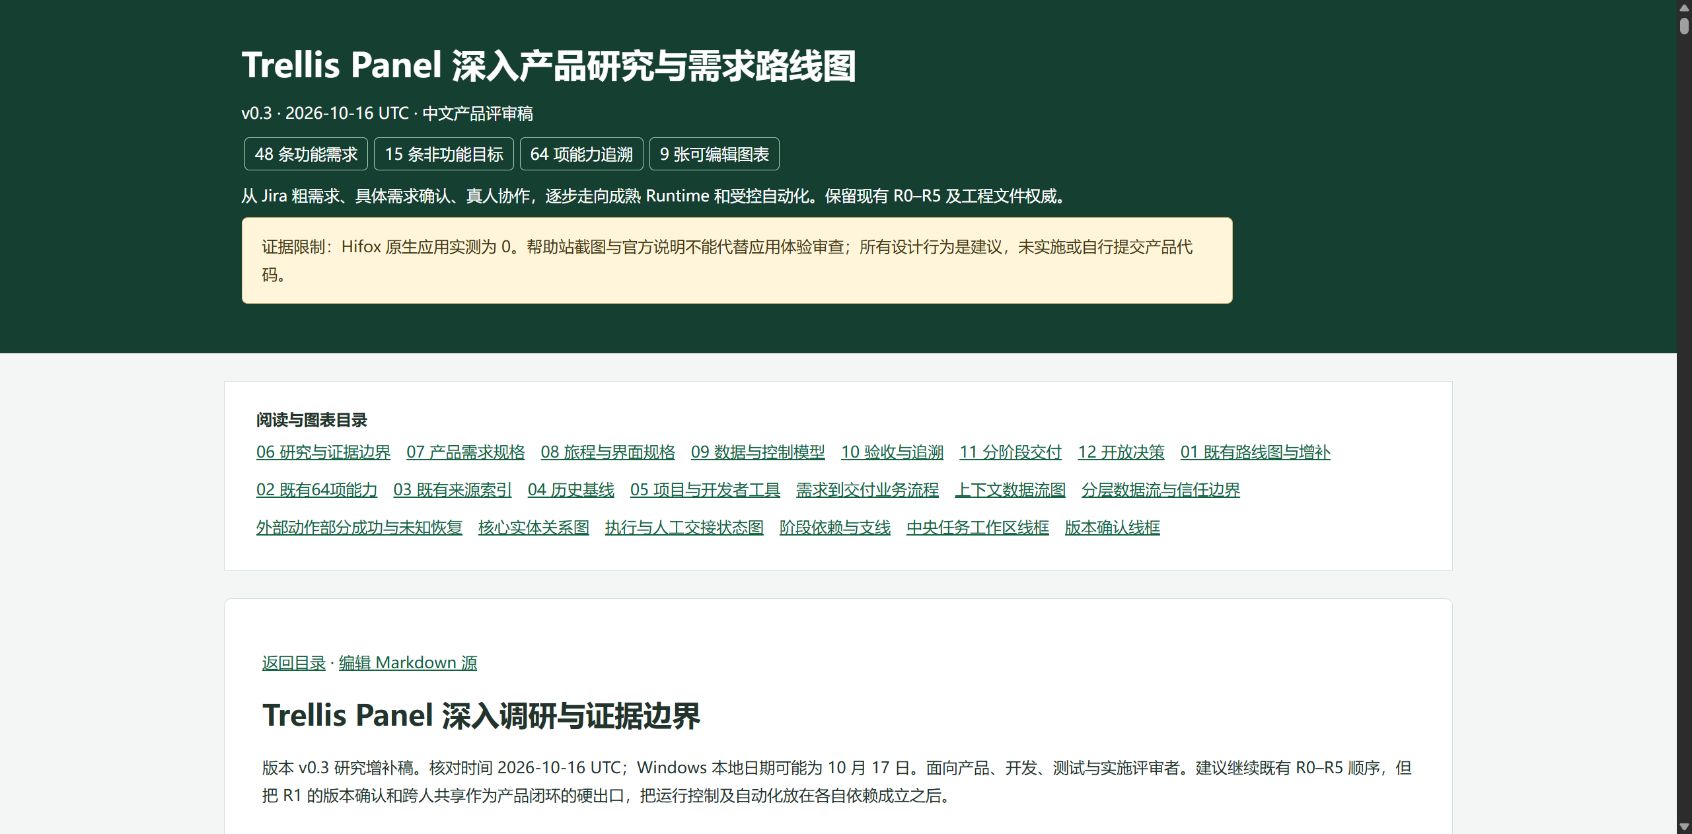 Trellis Panel 深入产品研究与需求路线图
v0.3 · 2026-10-16 UTC · 中文产品评审稿
48 条功能需求 15 条非功能目标 64 项能力追溯 9 张可编辑图表
从 Jira 粗需求、具体需求确认、真人协作，逐步走向成熟 Runtime 和受控自动化。保留现有 R0–R5 及工程文件权威。
证据限制：Hifox 原生应用实测为 0。帮助站截图与官方说明不能代替应用体验审查；所有设计行为是建议，未实施或自行提交产品代
码。
阅读与图表目录
06 研究与证据边界 07 产品需求规格 08 旅程与界面规格 09 数据与控制模型 10 验收与追溯 11 分阶段交付 12 开放决策 01 既有路线图与增补
02 既有64项能力 03 既有来源索引 04 历史基线 05 项目与开发者工具 需求到交付业务流程 上下文数据流图 分层数据流与信任边界
外部动作部分成功与未知恢复 核心实体关系图 执行与人工交接状态图 阶段依赖与支线 中央任务工作区线框 版本确认线框
返回目录 · 编辑 Markdown 源
Trellis Panel 深入调研与证据边界
版本 v0.3 研究增补稿。核对时间 2026-10-16 UTC；Windows 本地日期可能为 10 月 17 日。面向产品、开发、测试与实施评审者。建议继续既有 R0–R5 顺序，但
把 R1 的版本确认和跨人共享作为产品闭环的硬出口，把运行控制及自动化放在各自依赖成立之后。